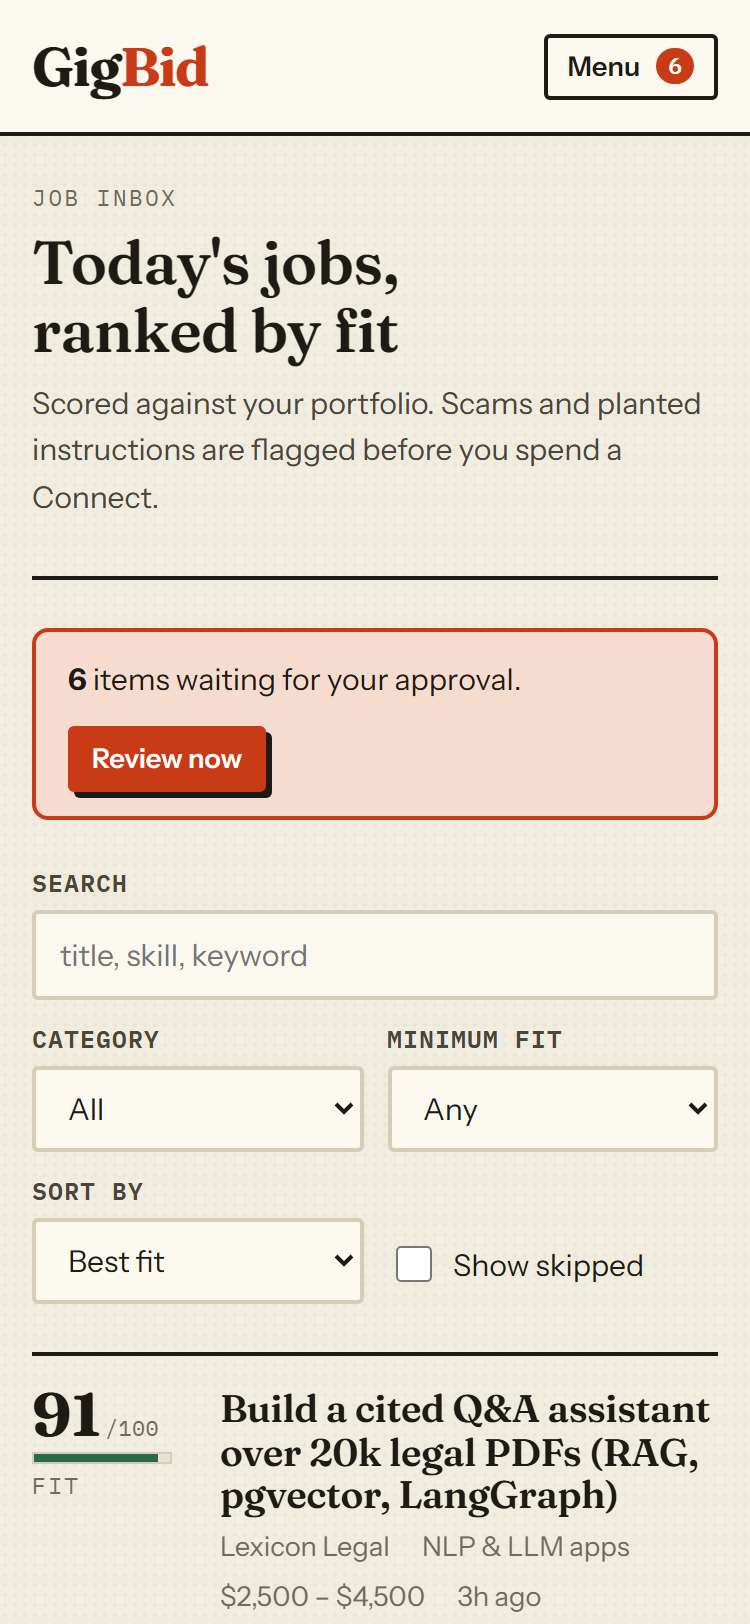 GigBid
Menu 6
JOB INBOX
Today's jobs,
ranked by fit
Scored against your portfolio. Scams and planted
instructions are flagged before you spend a
Connect.
6 items waiting for your approval.
Review now
SEARCH
title, skill, keyword
CATEGORY MINIMUM FIT
All Any
SORT BY
Best fit Show skipped
91 /100
FIT
Build a cited Q&A assistant
over 20k legal PDFs (RAG,
pgvector, LangGraph)
Lexicon Legal NLP & LLM apps
$2,500 – $4,500 3h ago